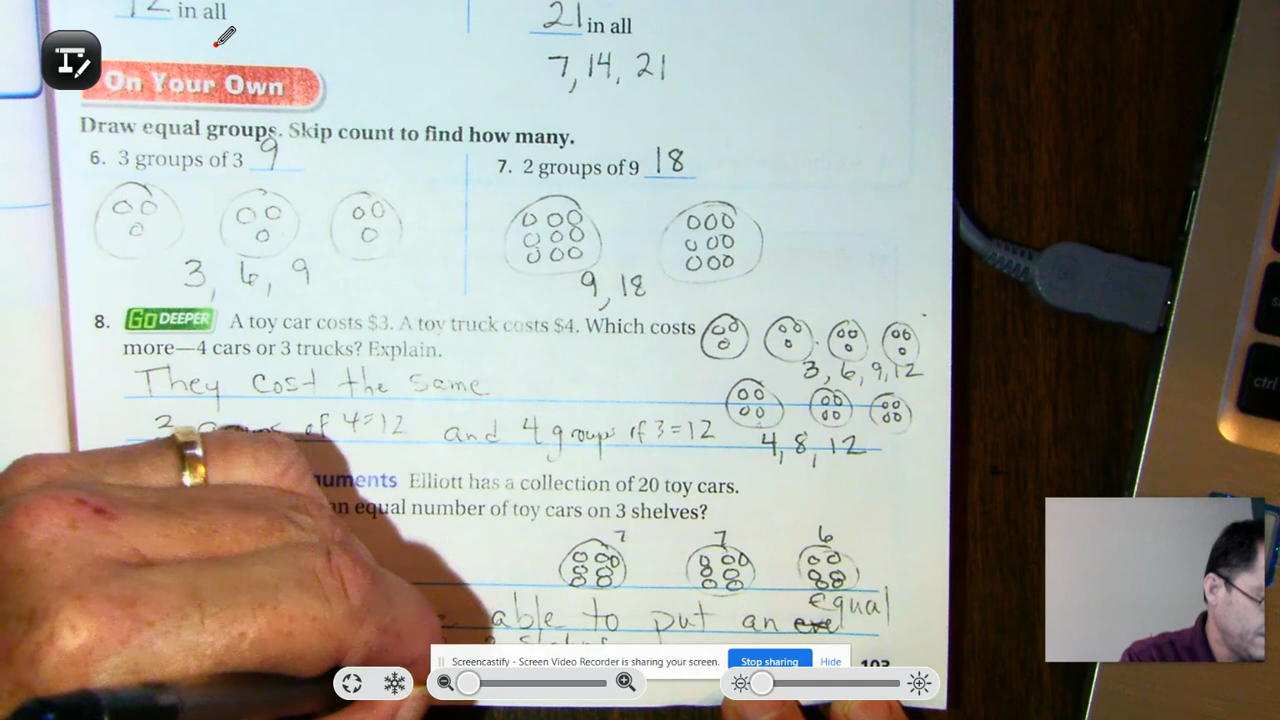 12 in all
21 in all
7, 14, 21
On Your Own
Draw equal groups. Skip count to find how many.
6. 3 groups of 3 9
7. 2 groups of 9 18
3, 6, 9
9, 18
8. GO DEEPER A toy car costs $3. A toy truck costs $4. Which costs
more—4 cars or 3 trucks? Explain.
3, 6, 9, 12
They cost the same
of 4=12 and 4 groups if 3=12
4, 8, 12
Elliott has a collection of 20 toy cars.
an equal number of toy cars on 3 shelves?
7 7 6
equal
able to put an
Screencastify - Screen Video Recorder is sharing your screen. Stop sharing Hide
103
ctrl